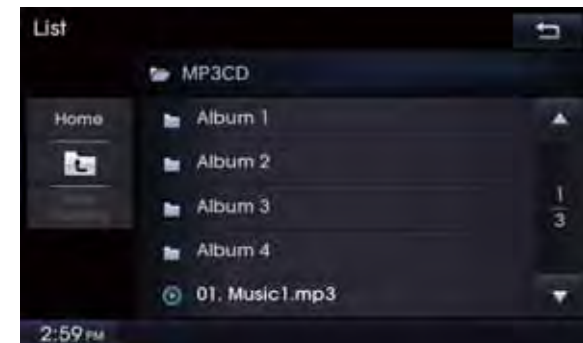 List
MP3CD
Home
Album 1
Album 2
Album 3
Album 4
01. Music1.mp3
1
3
2:59 PM